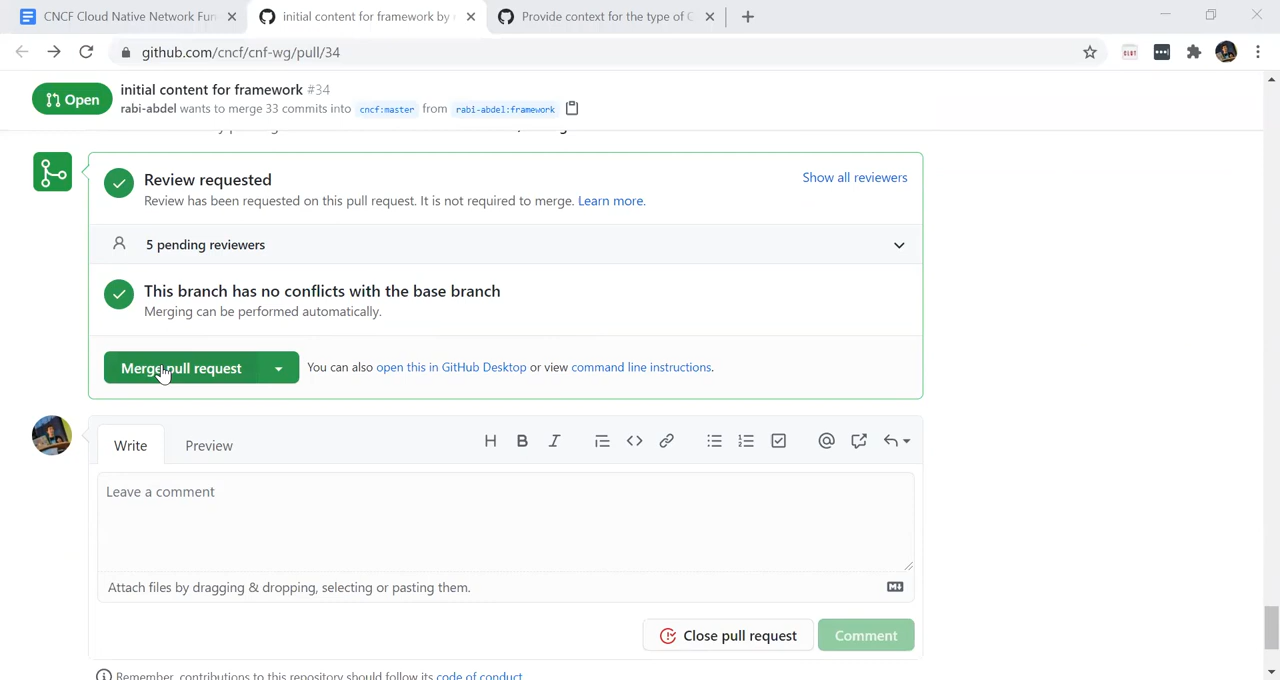 CNCF Cloud Native Network Fun
initial content for framework by
Provide context for the type of C
github.com/cncf/cnf-wg/pull/34
Open
initial content for framework #34
rabi-abdel wants to merge 33 commits into cncf:master from rabi-abdel:framework
Review requested
Show all reviewers
Review has been requested on this pull request. It is not required to merge. Learn more.
5 pending reviewers
This branch has no conflicts with the base branch
Merging can be performed automatically.
Merge pull request
You can also open this in GitHub Desktop or view command line instructions.
Write
Preview
Leave a comment
Attach files by dragging & dropping, selecting or pasting them.
Close pull request
Comment
Remember, contributions to this repository should follow its code of conduct